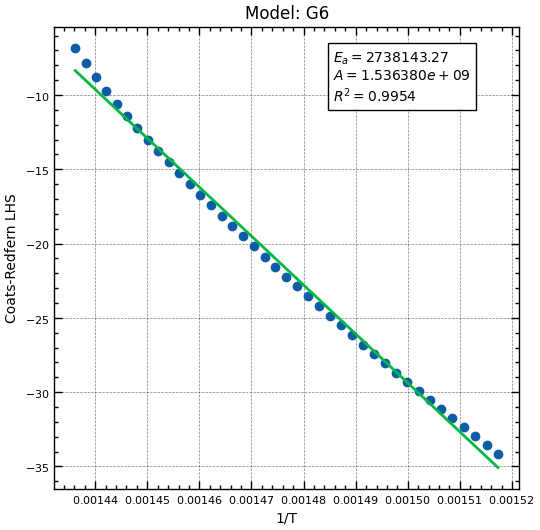 Model: G6
E_a = 2738143.27
A = 1.536380e + 09
R^2 = 0.9954
Coats-Redfern LHS
−10
−15
−20
−25
−30
−35
0.00144 0.00145 0.00146 0.00147 0.00148 0.00149 0.00150 0.00151 0.00152
1/T